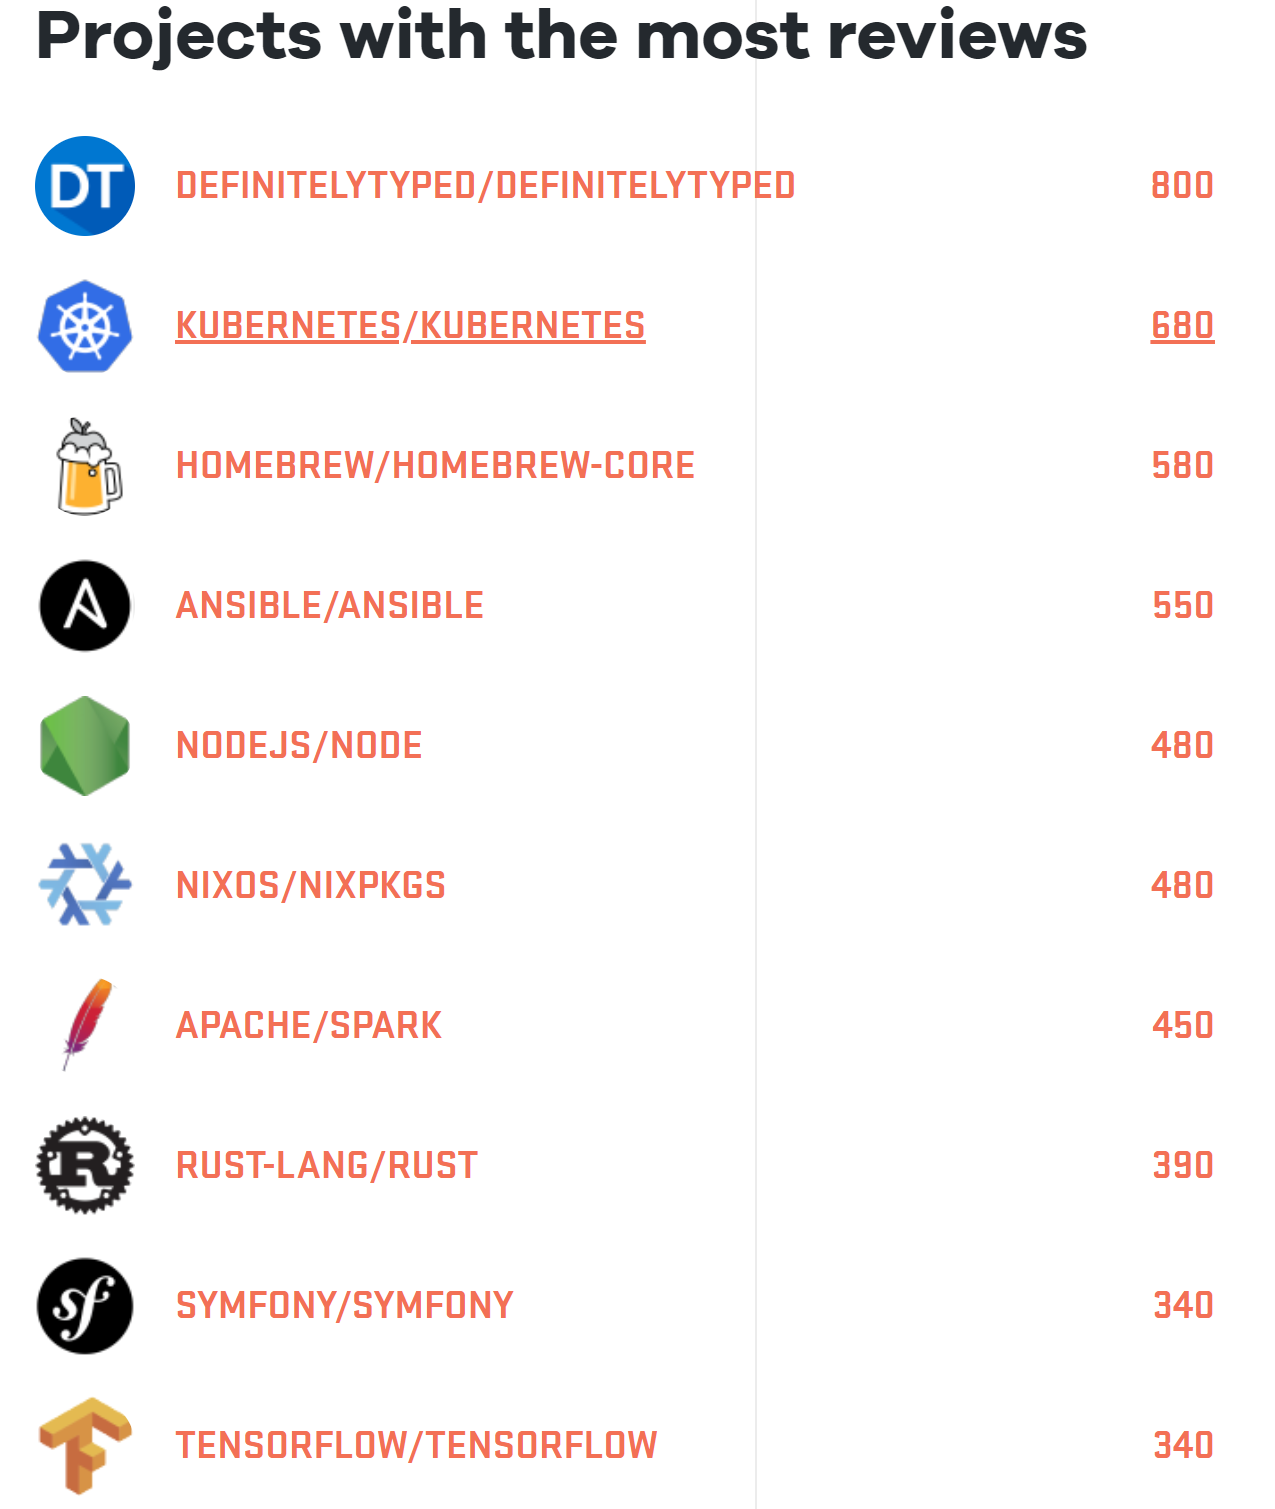 Projects with the most reviews
DT
DEFINITELYTYPED/DEFINITELYTYPED 800
KUBERNETES/KUBERNETES 680
HOMEBREW/HOMEBREW-CORE 580
A
ANSIBLE/ANSIBLE 550
NODEJS/NODE 480
NIXOS/NIXPKGS 480
APACHE/SPARK 450
R
RUST-LANG/RUST 390
sf
SYMFONY/SYMFONY 340
TENSORFLOW/TENSORFLOW 340